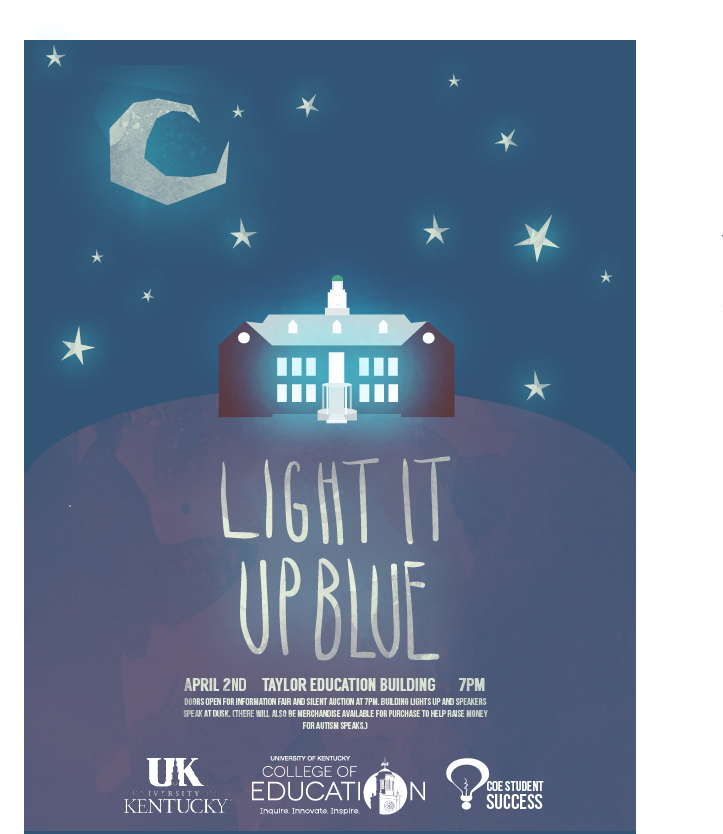 LIGHT IT
UP BLUE
APRIL 2ND TAYLOR EDUCATION BUILDING 7PM
DOORS OPEN FOR INFORMATION FAIR AND SILENT AUCTION AT 7PM. BUILDING LIGHTS UP AND SPEAKERS
SPEAK AT DUSK. (THERE WILL ALSO BE MERCHANDISE AVAILABLE FOR PURCHASE TO HELP RAISE MONEY
FOR AUTISM SPEAKS.)
UK
UNIVERSITY OF
KENTUCKY
UNIVERSITY OF KENTUCKY
COLLEGE OF
EDUCATION
Inquire. Innovate. Inspire.
COE STUDENT
SUCCESS